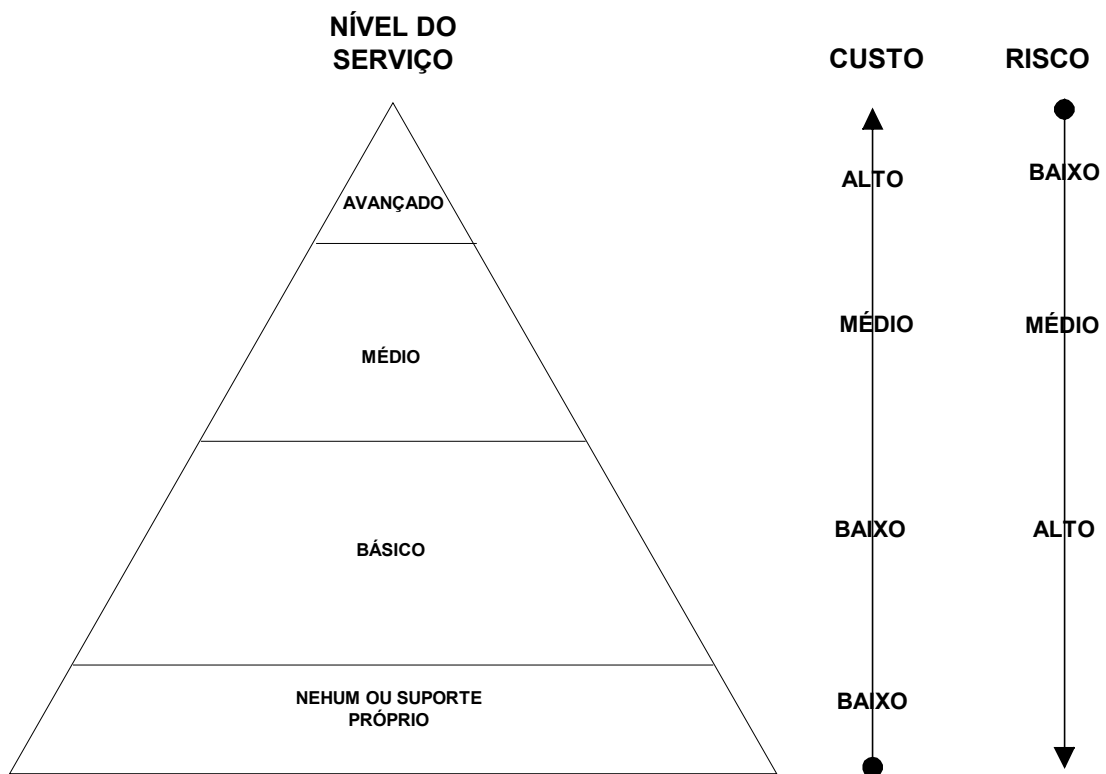 NÍVEL DO
SERVIÇO
CUSTO
RISCO
AVANÇADO
ALTO
BAIXO
MÉDIO
MÉDIO
MÉDIO
BÁSICO
BAIXO
ALTO
NEHUM OU SUPORTE
PRÓPRIO
BAIXO